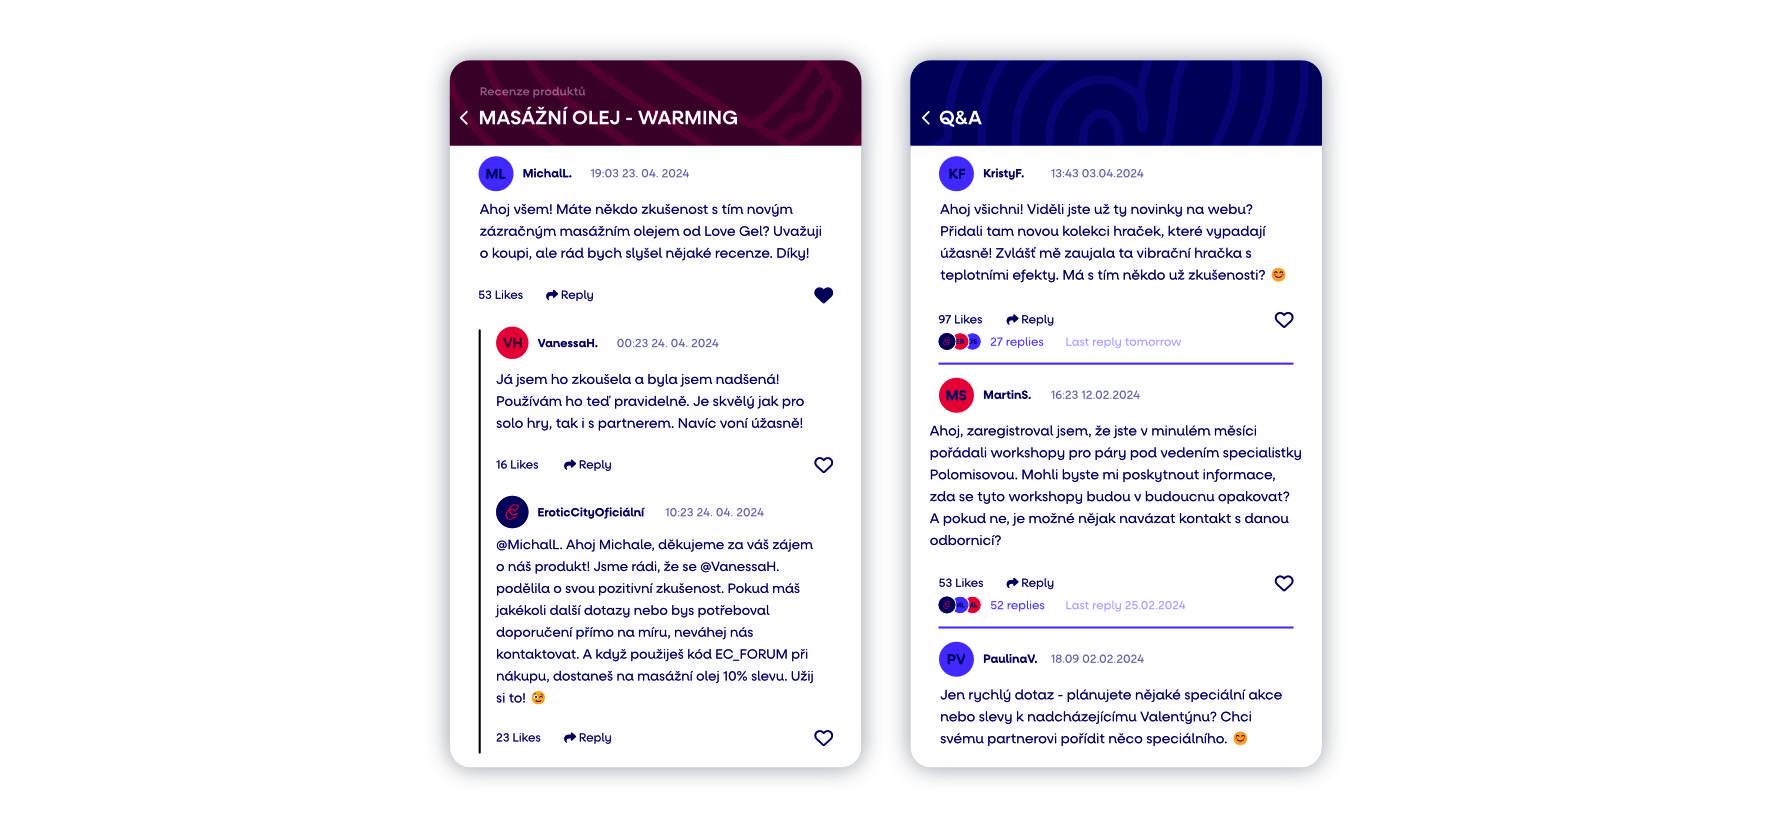 Recenze produktů
MASÁŽNÍ OLEJ - WARMING
ML MichalL. 19:03 23. 04. 2024
Ahoj všem! Máte někdo zkušenost s tím novým
zázračným masážním olejem od Love Gel? Uvažuji
o koupi, ale rád bych slyšel nějaké recenze. Díky!
53 Likes Reply
VH VanessaH. 00:23 24. 04. 2024
Já jsem ho zkoušela a byla jsem nadšená!
Používám ho teď pravidelně. Je skvělý jak pro
solo hry, tak i s partnerem. Navíc voní úžasně!
16 Likes Reply
EroticCityOficiální 10:23 24. 04. 2024
@MichalL. Ahoj Michale, děkujeme za váš zájem
o náš produkt! Jsme rádi, že se @VanessaH.
podělila o svou pozitivní zkušenost. Pokud máš
jakékoli další dotazy nebo bys potřeboval
doporučení přímo na míru, neváhej nás
kontaktovat. A když použiješ kód EC_FORUM při
nákupu, dostaneš na masážní olej 10% slevu. Užij
si to! 😉
23 Likes Reply
Q&A
KF KristyF. 13:43 03.04.2024
Ahoj všichni! Viděli jste už ty novinky na webu?
Přidali tam novou kolekci hraček, které vypadají
úžasně! Zvlášť mě zaujala ta vibrační hračka s
teplotními efekty. Má s tím někdo už zkušenosti? 😊
97 Likes Reply
27 replies Last reply tomorrow
MS MartinS. 16:23 12.02.2024
Ahoj, zaregistroval jsem, že jste v minulém měsíci
pořádali workshopy pro páry pod vedením specialistky
Polomisovou. Mohli byste mi poskytnout informace,
zda se tyto workshopy budou v budoucnu opakovat?
A pokud ne, je možné nějak navázat kontakt s danou
odbornicí?
53 Likes Reply
52 replies Last reply 25.02.2024
PV PaulinaV. 18.09 02.02.2024
Jen rychlý dotaz - plánujete nějaké speciální akce
nebo slevy k nadcházejícímu Valentýnu? Chci
svému partnerovi pořídit něco speciálního. 😊